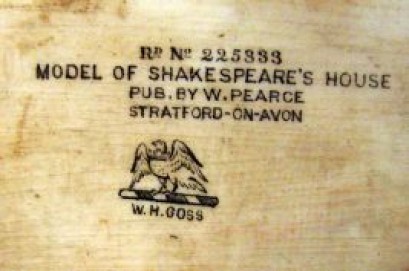 RD NO 225333
MODEL OF SHAKESPEARE'S HOUSE
PUB. BY W. PEARCE
STRATFORD-ON-AVON
W.H.GOSS